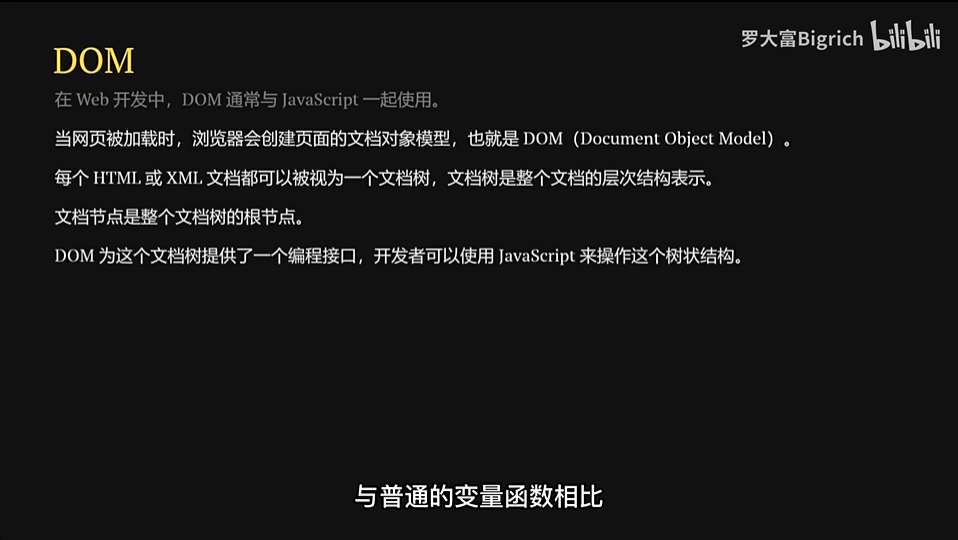 罗大富Bigrich bilibili
DOM
在 Web 开发中，DOM 通常与 JavaScript 一起使用。
当网页被加载时，浏览器会创建页面的文档对象模型，也就是 DOM（Document Object Model）。
每个 HTML 或 XML 文档都可以被视为一个文档树，文档树是整个文档的层次结构表示。
文档节点是整个文档树的根节点。
DOM 为这个文档树提供了一个编程接口，开发者可以使用 JavaScript 来操作这个树状结构。
与普通的变量函数相比